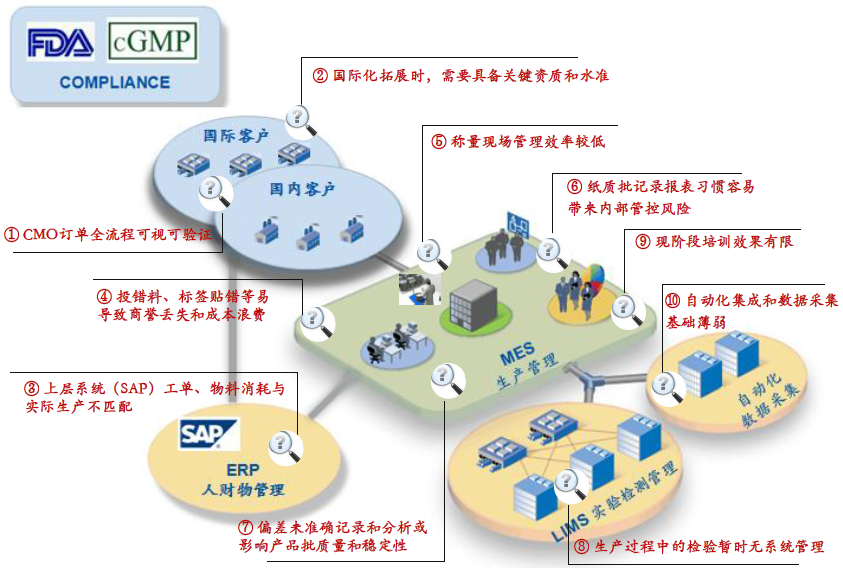 FDA cGMP
COMPLIANCE
② 国际化拓展时，需要具备关键资质和水准
国际客户
国内客户
① CMO订单全流程可视可验证
⑤ 称量现场管理效率较低
⑥ 纸质批记录报表习惯容易
带来内部管控风险
⑨ 现阶段培训效果有限
④ 投错料、标签贴错等易
导致商誉丢失和成本浪费
⑩ 自动化集成和数据采集
基础薄弱
MES
生产管理
③ 上层系统（SAP）工单、物料消耗与
实际生产不匹配
自动化
数据采集
SAP
ERP
人财物管理
LIMS 实验检测管理
⑦ 偏差未准确记录和分析或
影响产品批质量和稳定性
⑧ 生产过程中的检验暂时无系统管理